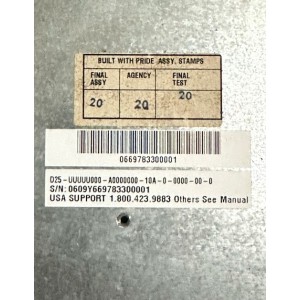 BUILT WITH PRIDE ASSY. STAMPS
FINAL ASSY AGENCY FINAL TEST
20 20 20
0669783300001
025-UUUUU000-A0000000-10A-0-0000-00-0
S/N: 0609Y669783300001
USA SUPPORT 1.800.423.9883 Others See Manual